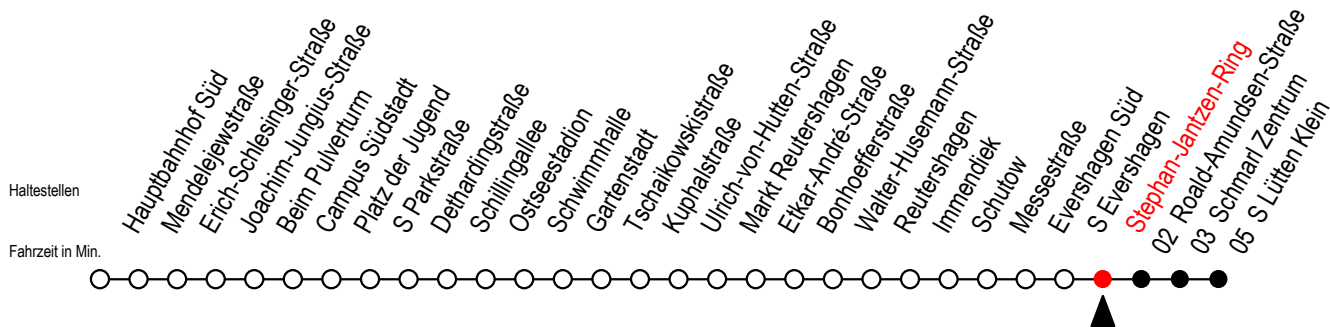 Haltestellen
Fahrzeit in Min.
Hauptbahnhof Süd
Mendelejewstraße
Erich-Schlesinger-Straße
Joachim-Jungius-Straße
Beim Pulverturm
Campus Südstadt
Platz der Jugend
S Parkstraße
Dethardingstraße
Schillingallee
Ostseestadion
Schwimmhalle
Gartenstadt
Tschaikowskistraße
Kuphalstraße
Ulrich-von-Hutten-Straße
Markt Reutershagen
Etkar-André-Straße
Bonhoefferstraße
Walter-Husemann-Straße
Reutershagen
Immendiek
Schutow
Messestraße
Evershagen Süd
S Evershagen
Stephan-Jantzen-Ring
02 Roald-Amundsen-Straße
03 Schmarl Zentrum
05 S Lütten Klein